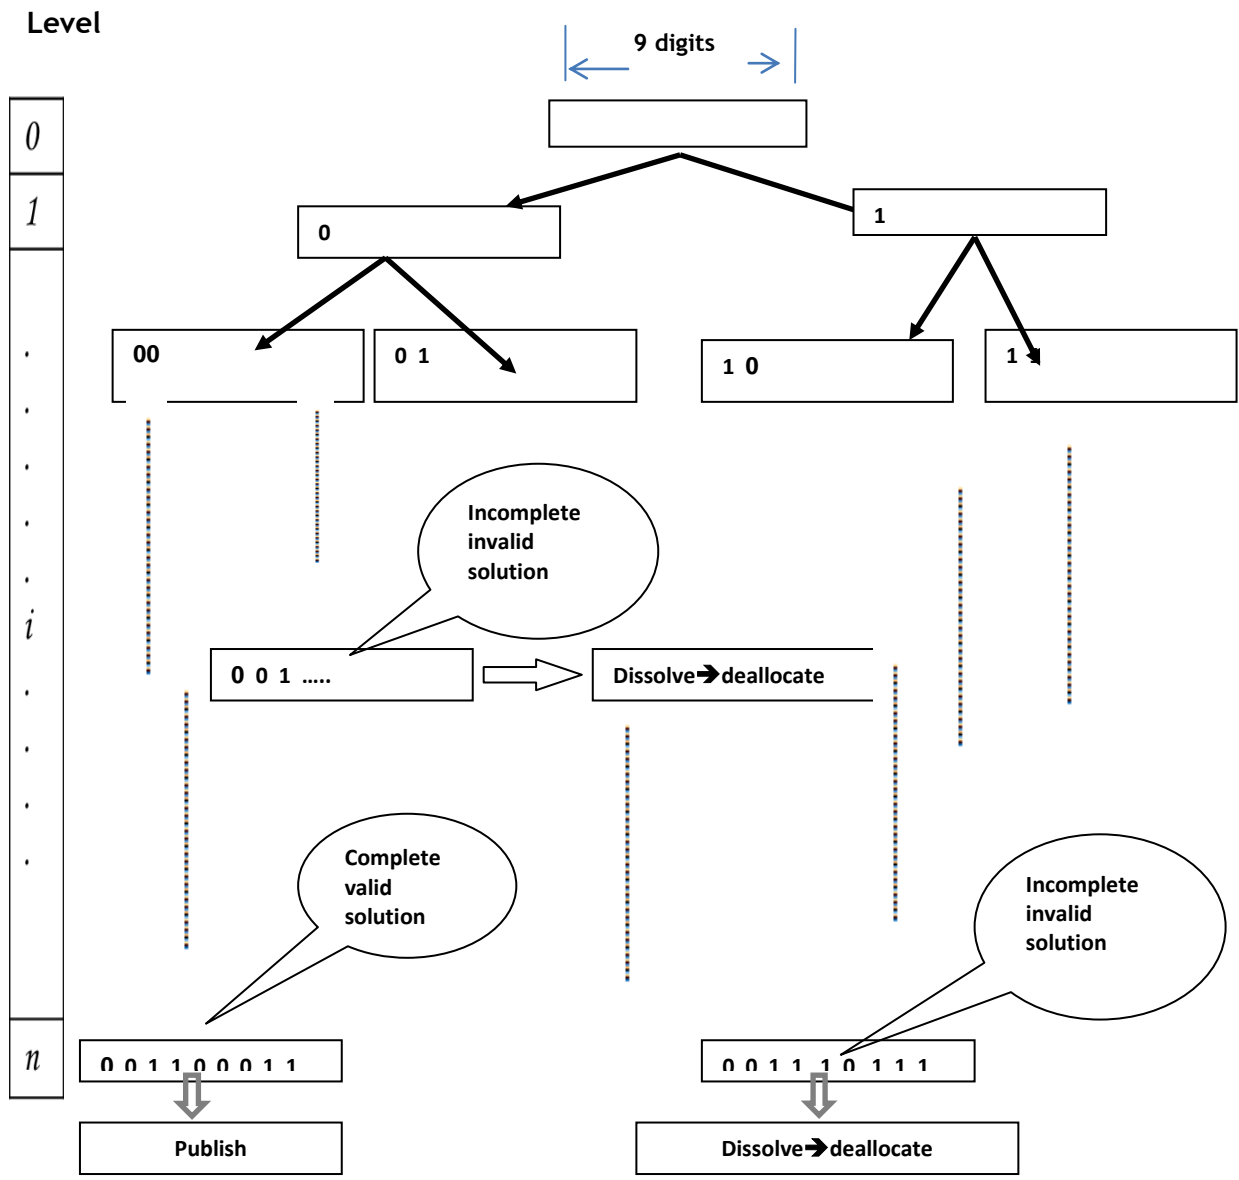 Level
9 digits
0
1
0
1
00
0 1
1 0
1
.
.
.
.
.
i
.
.
.
.
Incomplete
invalid
solution
0 0 1 .....
Dissolve➔deallocate
Complete
valid
solution
Incomplete
invalid
solution
n
0 0 1 1 0 0 0 1 1
0 0 1 1 1 0 1 1 1
Publish
Dissolve➔deallocate